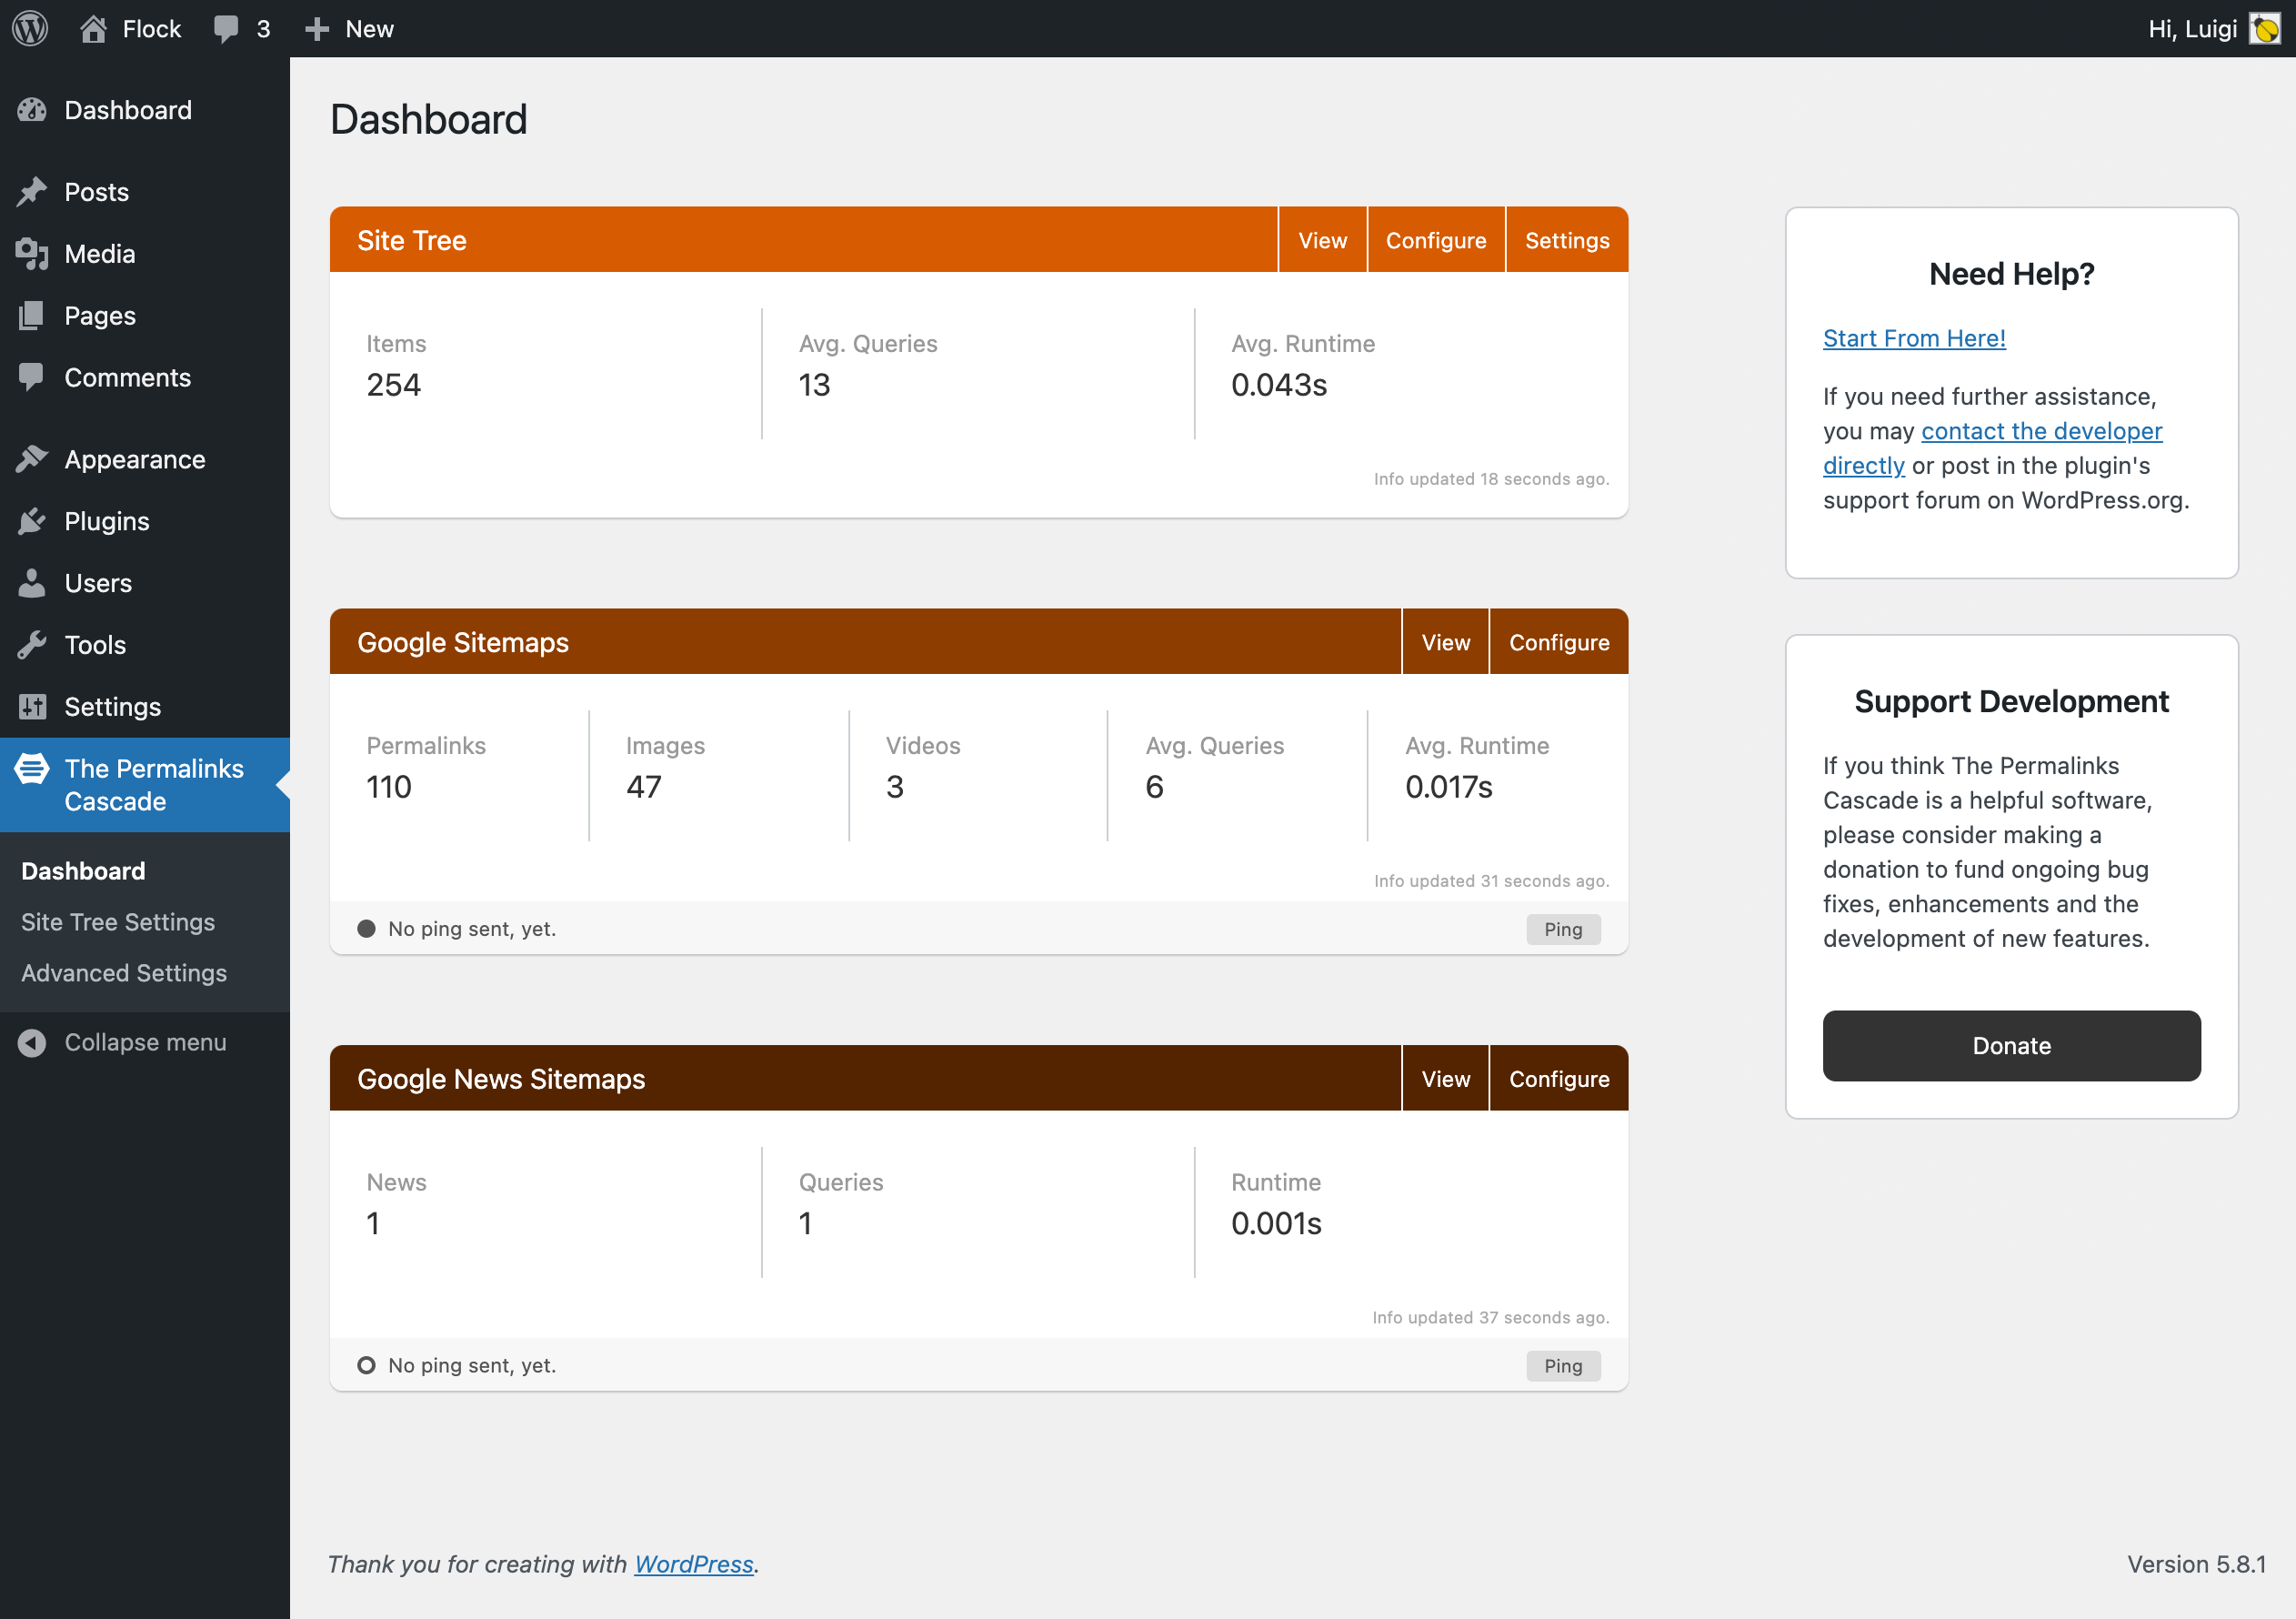 Flock 3 New Hi, Luigi
Dashboard
Posts
Media
Pages
Comments
Appearance
Plugins
Users
Tools
Settings
The Permalinks
Cascade
Dashboard
Site Tree Settings
Advanced Settings
Collapse menu
Dashboard
Site Tree View Configure Settings
Items Avg. Queries Avg. Runtime
254 13 0.043s
Info updated 18 seconds ago.
Google Sitemaps View Configure
Permalinks Images Videos Avg. Queries Avg. Runtime
110 47 3 6 0.017s
Info updated 31 seconds ago.
No ping sent, yet. Ping
Google News Sitemaps View Configure
News Queries Runtime
1 1 0.001s
Info updated 37 seconds ago.
No ping sent, yet. Ping
Need Help?
Start From Here!
If you need further assistance,
you may contact the developer
directly or post in the plugin's
support forum on WordPress.org.
Support Development
If you think The Permalinks
Cascade is a helpful software,
please consider making a
donation to fund ongoing bug
fixes, enhancements and the
development of new features.
Donate
Thank you for creating with WordPress. Version 5.8.1